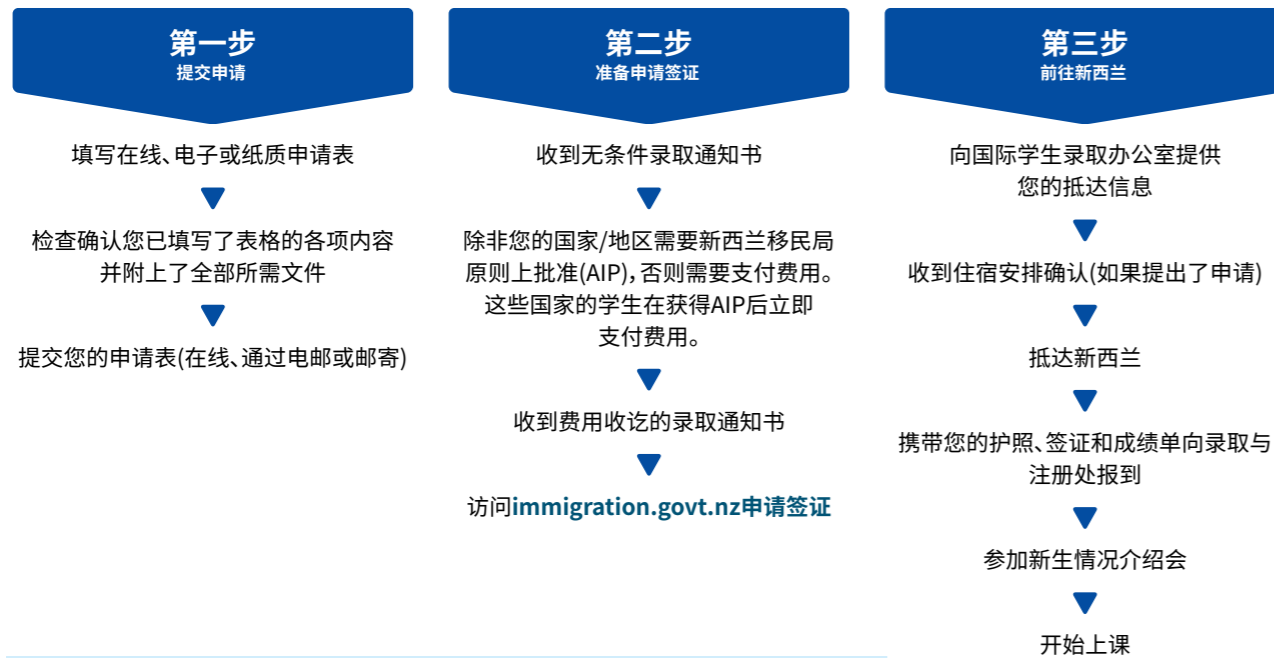 第一步
提交申请
填写在线、电子或纸质申请表
检查确认您已填写了表格的各项内容
并附上了全部所需文件
提交您的申请表(在线、通过电邮或邮寄)
第二步
准备申请签证
收到无条件录取通知书
除非您的国家/地区需要新西兰移民局
原则上批准(AIP),否则需要支付费用。
这些国家的学生在获得AIP后立即
支付费用。
收到费用收讫的录取通知书
访问immigration.govt.nz申请签证
第三步
前往新西兰
向国际学生录取办公室提供
您的抵达信息
收到住宿安排确认(如果提出了申请)
抵达新西兰
携带您的护照、签证和成绩单向录取与
注册处报到
参加新生情况介绍会
开始上课